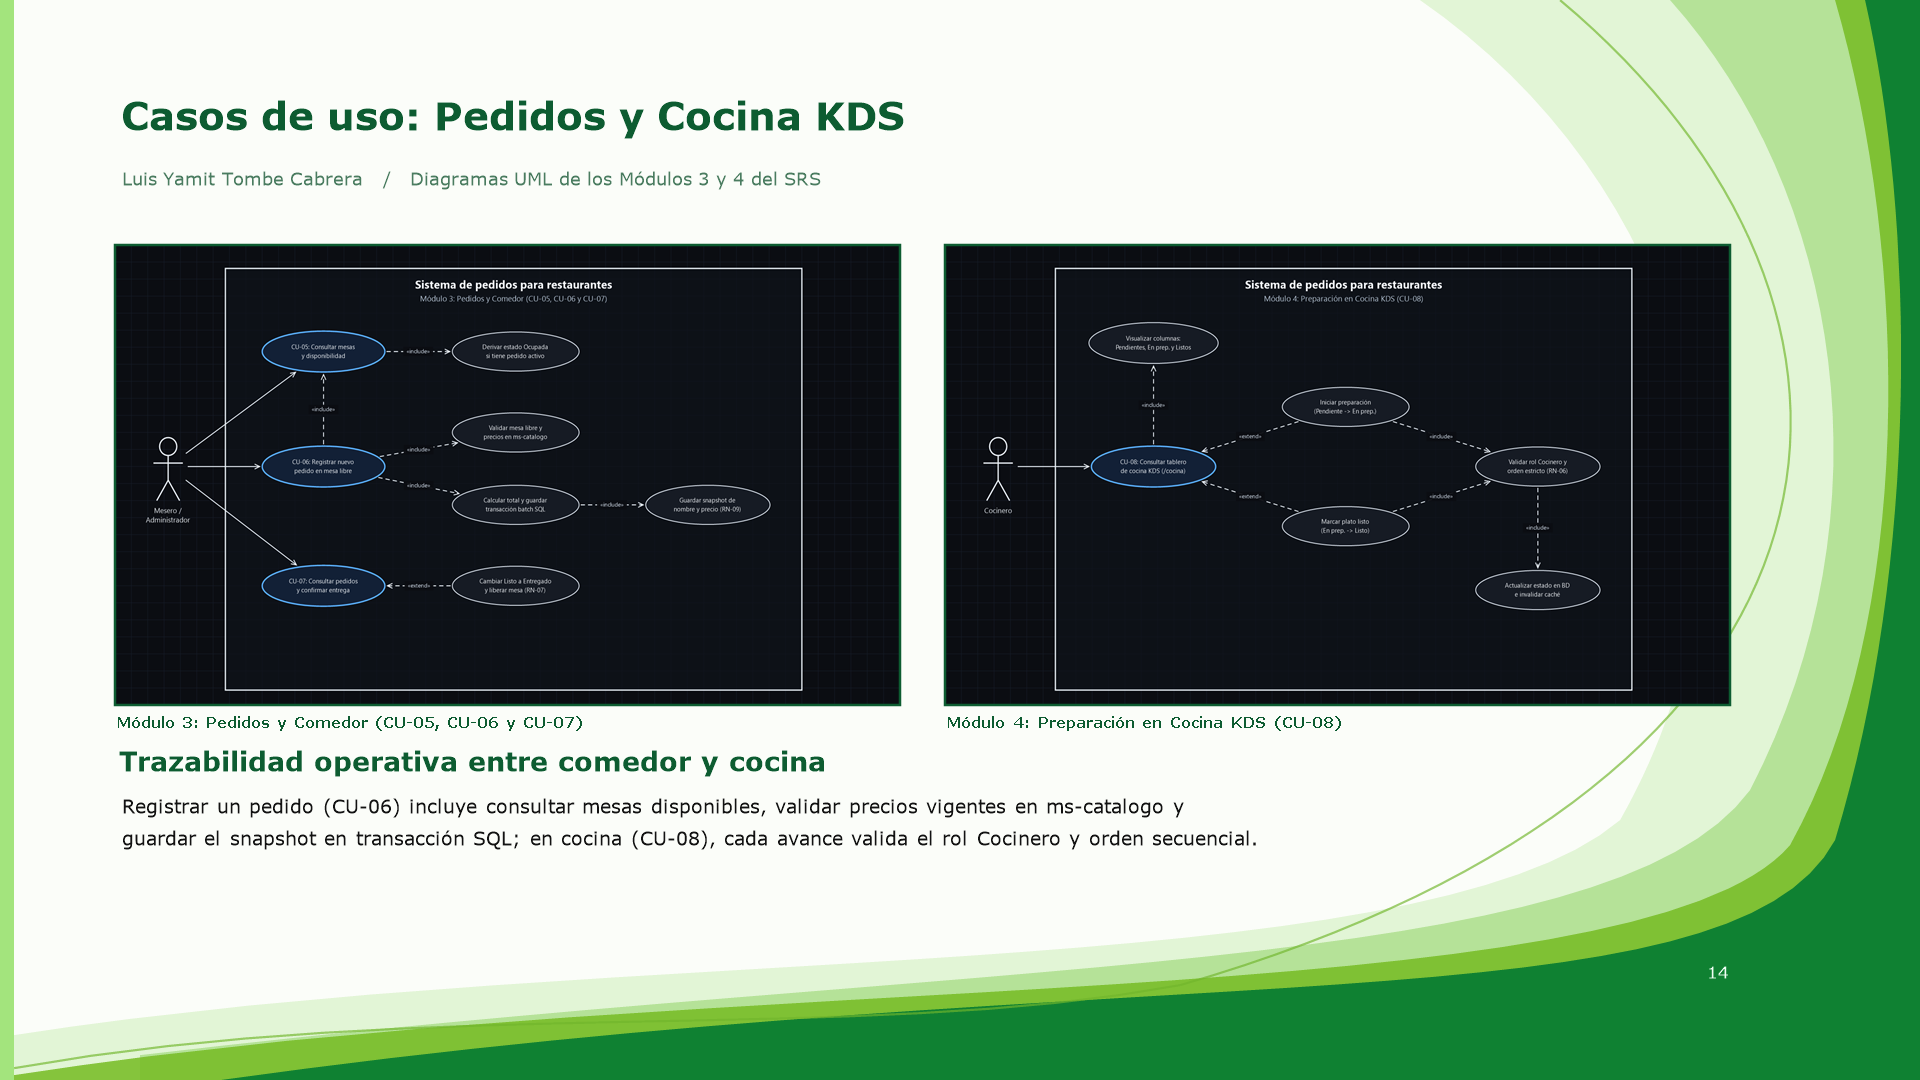 Casos de uso: Pedidos y Cocina KDS
Luis Yamit Tombe Cabrera / Diagramas UML de los Módulos 3 y 4 del SRS
Sistema de pedidos para restaurantes
Módulo 3: Pedidos y Comedor (CU-05, CU-06 y CU-07)
CU-05: Consultar mesas
y disponibilidad
«include»
Derivar estado Ocupada
si tiene pedido activo
«include»
Validar mesa libre y
precios en ms-catalogo
«include»
CU-06: Registrar nuevo
pedido en mesa libre
«include»
Calcular total y guardar
transacción batch SQL
«include»
Guardar snapshot de
nombre y precio (RN-09)
Mesero /
Administrador
CU-07: Consultar pedidos
y confirmar entrega
«extend»
Cambiar Listo a Entregado
y liberar mesa (RN-07)
Módulo 3: Pedidos y Comedor (CU-05, CU-06 y CU-07)
Sistema de pedidos para restaurantes
Módulo 4: Preparación en Cocina KDS (CU-08)
Visualizar columnas:
Pendientes, En prep. y Listos
«include»
Iniciar preparación
(Pendiente -> En prep.)
«extend»
«include»
CU-08: Consultar tablero
de cocina KDS (/cocina)
Validar rol Cocinero y
orden estricto (RN-06)
Cocinero
«extend»
«include»
Marcar plato listo
(En prep. -> Listo)
«include»
Actualizar estado en BD
e invalidar caché
Módulo 4: Preparación en Cocina KDS (CU-08)
Trazabilidad operativa entre comedor y cocina
Registrar un pedido (CU-06) incluye consultar mesas disponibles, validar precios vigentes en ms-catalogo y
guardar el snapshot en transacción SQL; en cocina (CU-08), cada avance valida el rol Cocinero y orden secuencial.
14